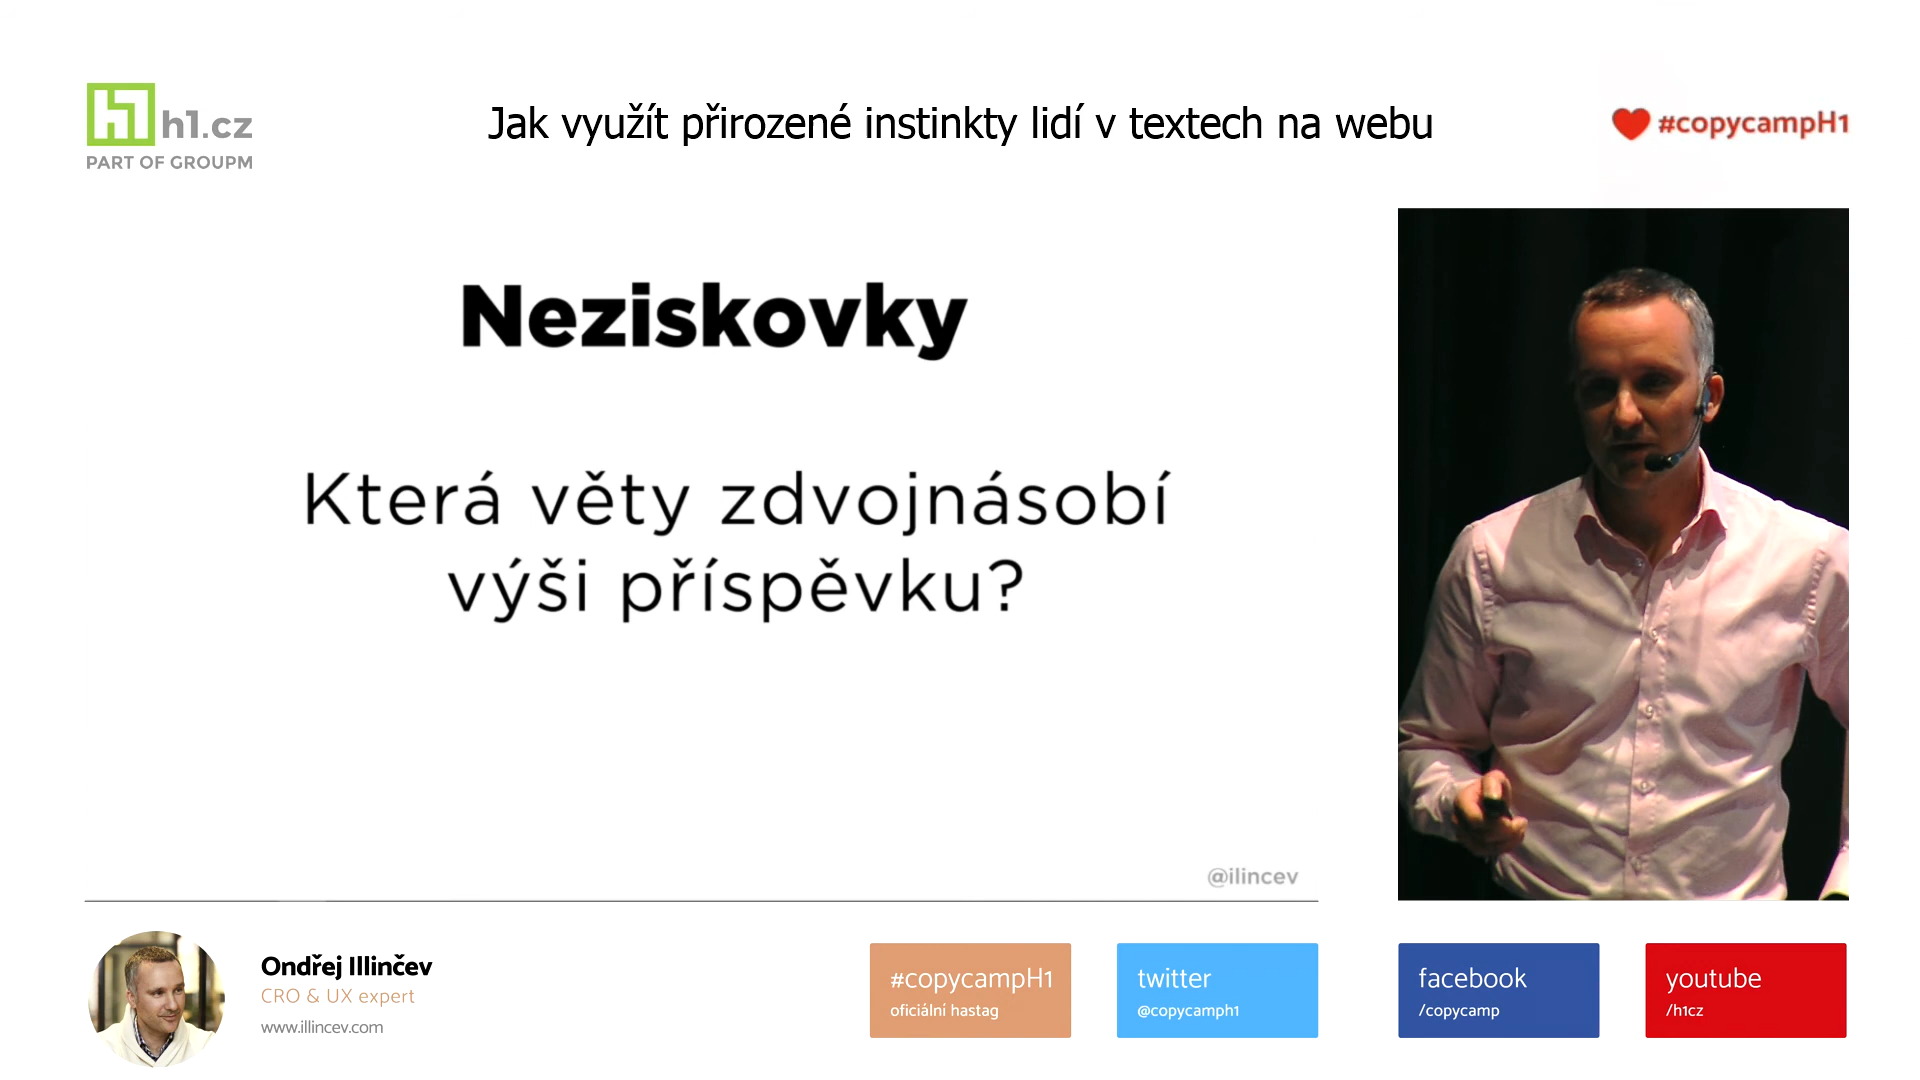 h1.cz
PART OF GROUPM
Jak využít přirozené instinkty lidí v textech na webu
#copycampH1
Neziskovky
Která věty zdvojnásobí
výši příspěvku?
@ilincev
Ondřej Illinčev
CRO & UX expert
www.illincev.com
#copycampH1
oficiální hastag
twitter
@copycamph1
facebook
/copycamp
youtube
/h1cz